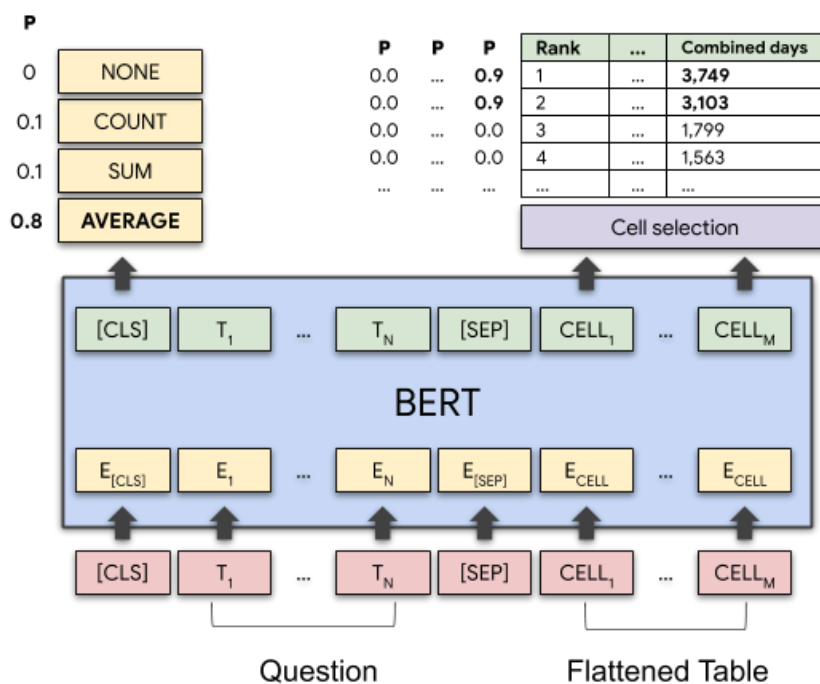 P
0 NONE
0.1 COUNT
0.1 SUM
0.8 AVERAGE
P P P Rank ... Combined days
0.0 ... 0.9 1 ... 3,749
0.0 ... 0.9 2 ... 3,103
0.0 ... 0.0 3 ... 1,799
0.0 ... 0.0 4 ... 1,563
... ... ... ... ... ...
Cell selection
[CLS] T1 ... TN [SEP] CELL1 ... CELLM
BERT
E[CLS] E1 ... EN E[SEP] ECELL ... ECELL
[CLS] T1 ... TN [SEP] CELL1 ... CELLM
Question Flattened Table